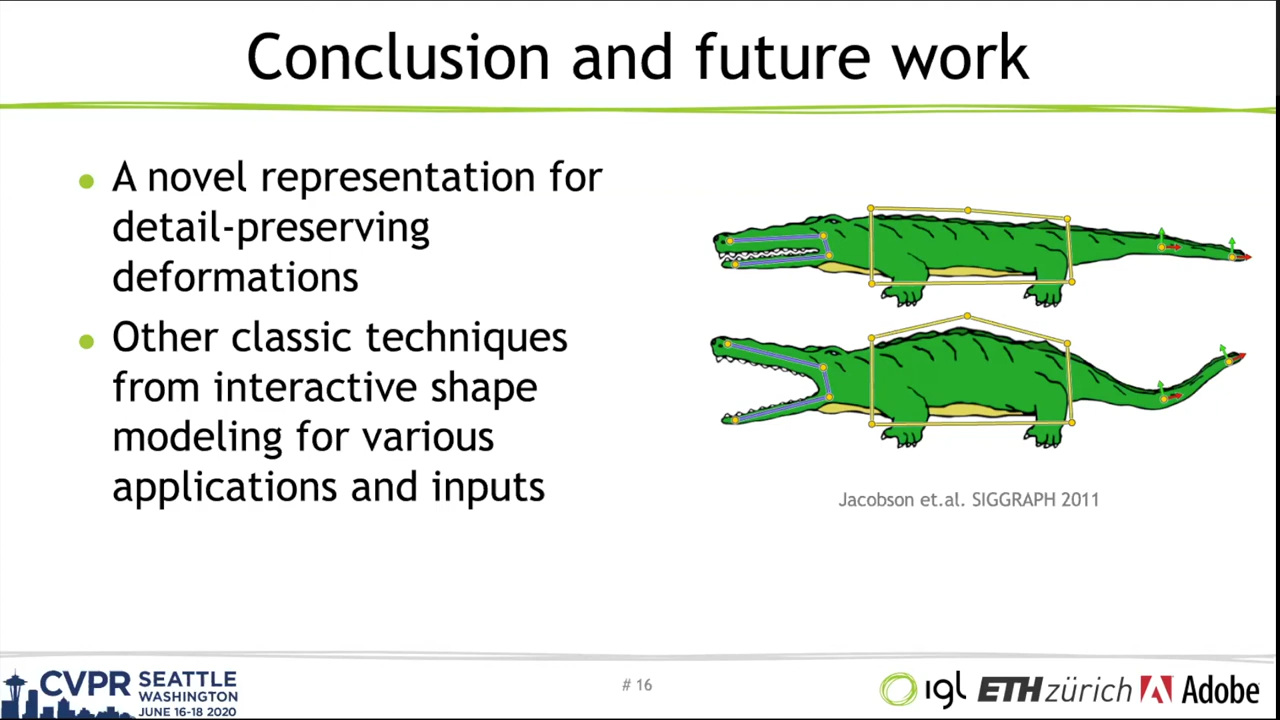 Conclusion and future work
A novel representation for
detail-preserving
deformations
Other classic techniques
from interactive shape
modeling for various
applications and inputs
Jacobson et.al. SIGGRAPH 2011
CVPR SEATTLE
WASHINGTON
JUNE 16-18 2020
# 16
igl ETH zürich Adobe